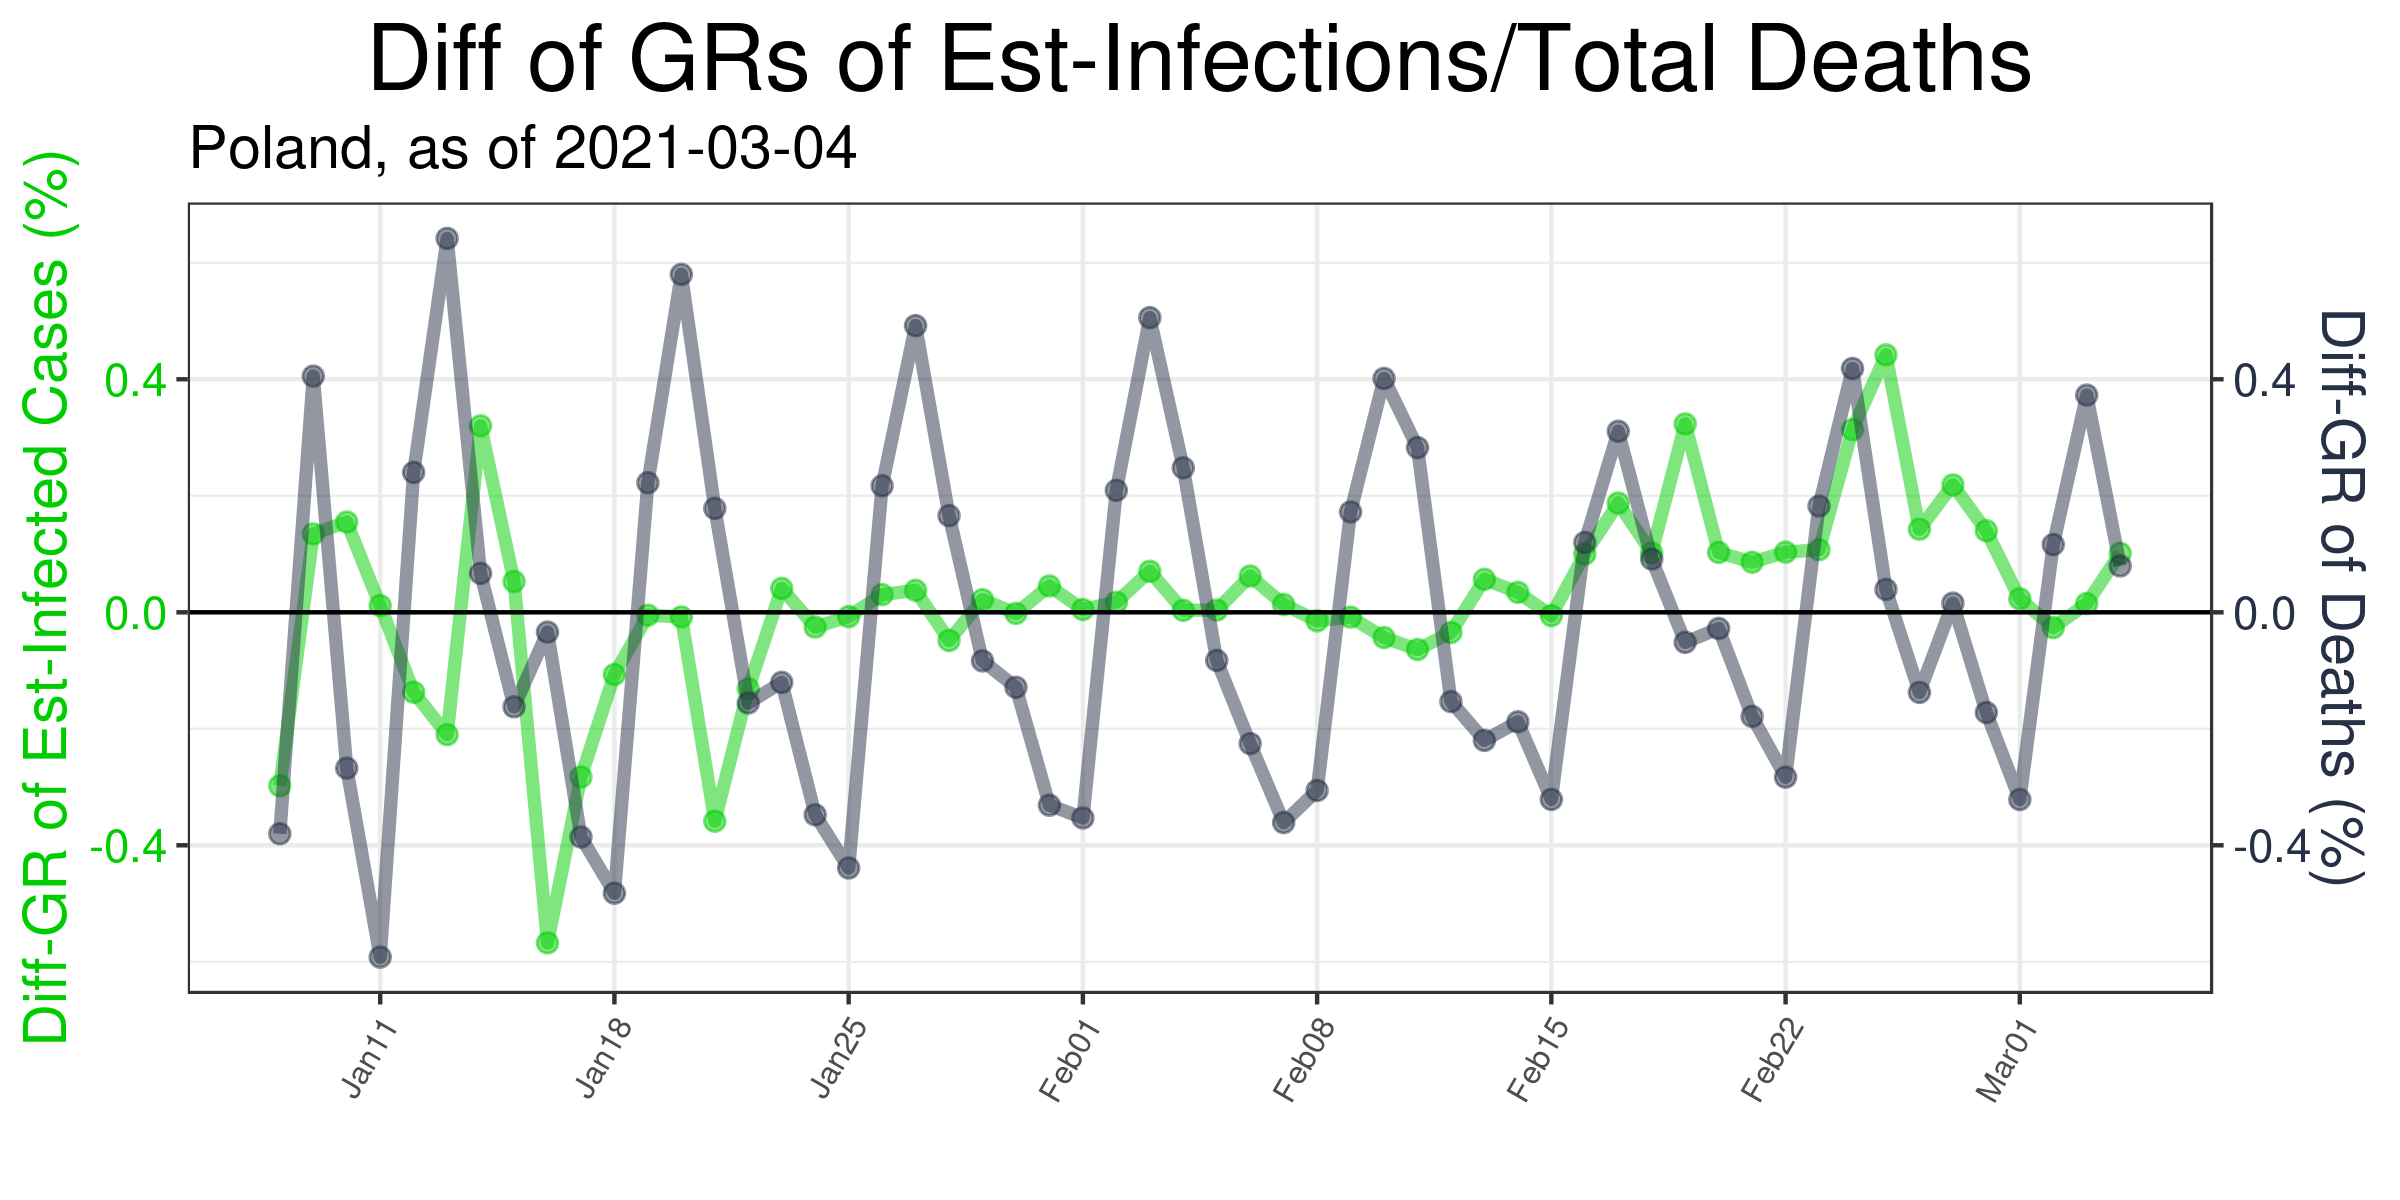 Diff of GRs of Est-Infections/Total Deaths
Poland, as of 2021-03-04
Diff-GR of Est-Infected Cases (%)
0.4
0.0
-0.4
0.4
0.0
-0.4
Diff-GR of Deaths (%)
Jan11
Jan18
Jan25
Feb01
Feb08
Feb15
Feb22
Mar01